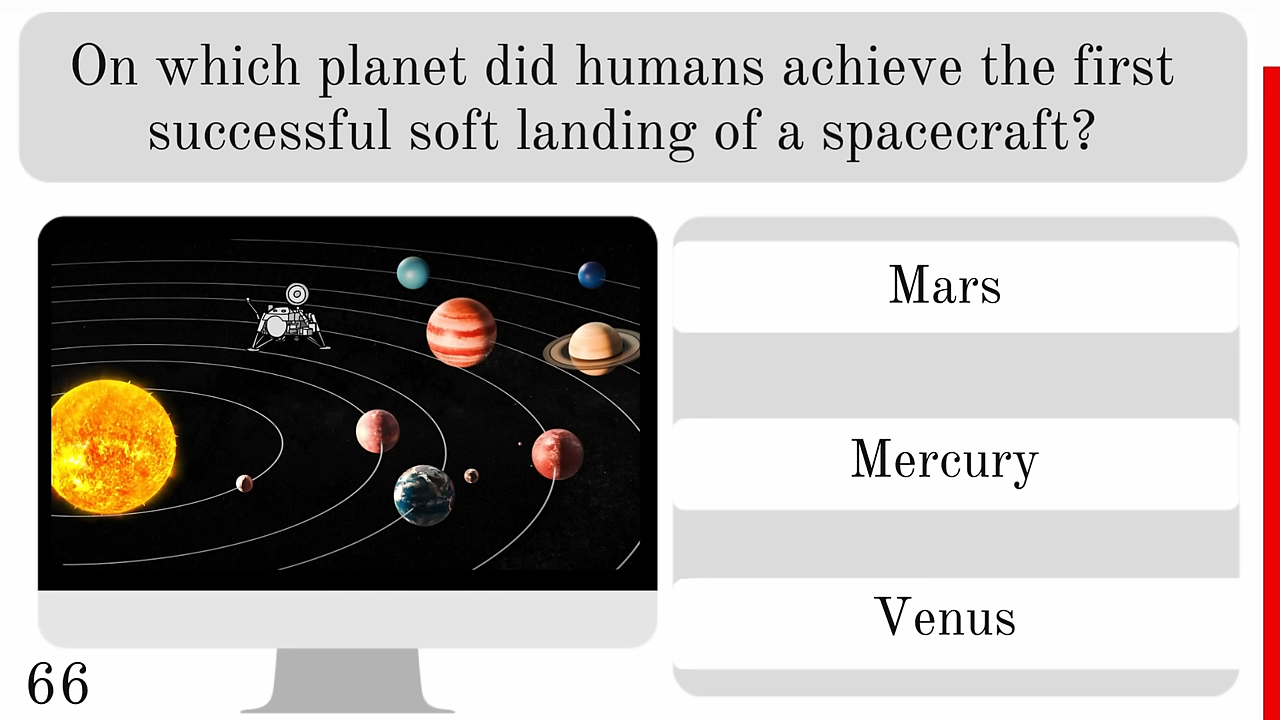 On which planet did humans achieve the first
successful soft landing of a spacecraft?
Mars
Mercury
Venus
66